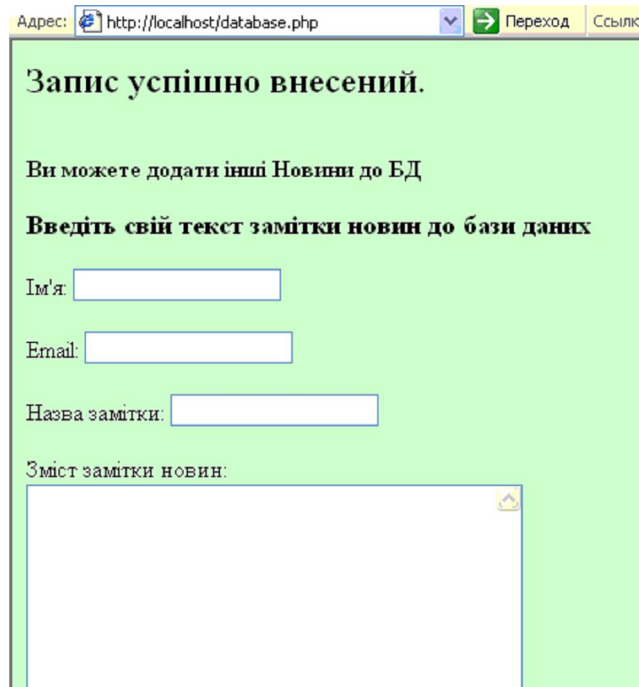 Адрес: http://localhost/database.php Переход Ссылк
Запис успішно внесений.
Ви можете додати інші Новини до БД
Введіть свій текст замітки новин до бази даних
Ім'я:
Email:
Назва замітки:
Зміст замітки новин: